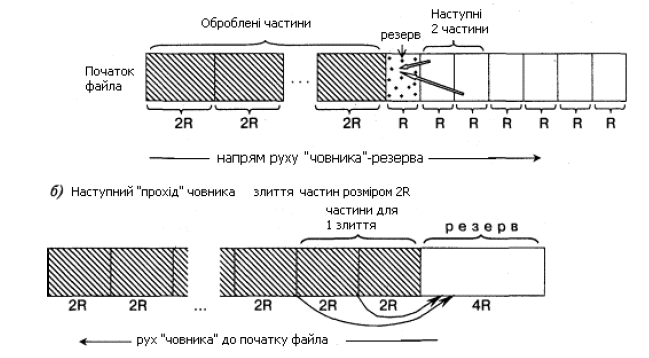 Оброблені частини
резерв
Наступні
2 частини
Початок
файла
...
2R 2R 2R R R R R R R R
напрям руху "човника"-резерва
б) Наступний "прохід" човника злиття частин розміром 2R
частини для
1 злиття
резерв
2R 2R ... 2R 2R 2R 4R
рух "човника" до початку файла